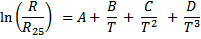 ln(R/R₂₅) = A + B/T + C/T² + D/T³